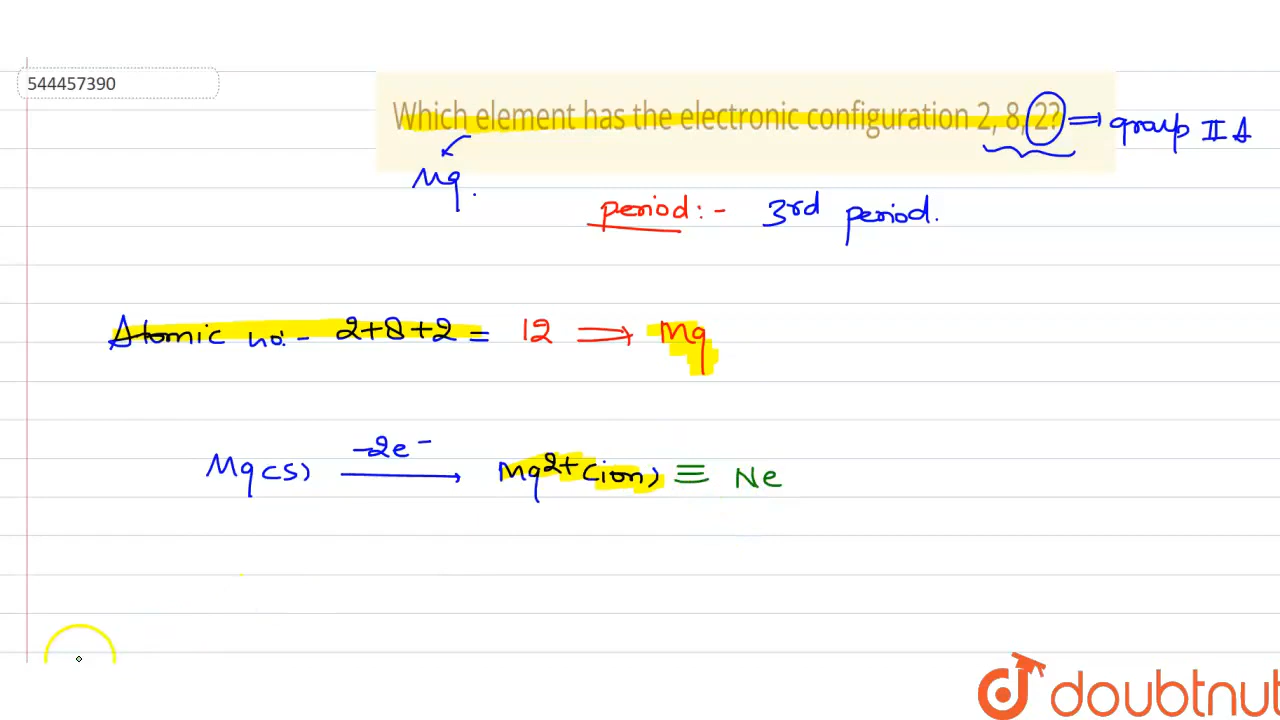 544457390
Which element has the electronic configuration 2, 8, 2? ⟹ group II A
Mg.
period:- 3rd period.
Atomic no:- 2+8+2 = 12 → Mg
Mg(s) -2e⁻ → Mg²⁺(ion) ≡ Ne
doubtnut